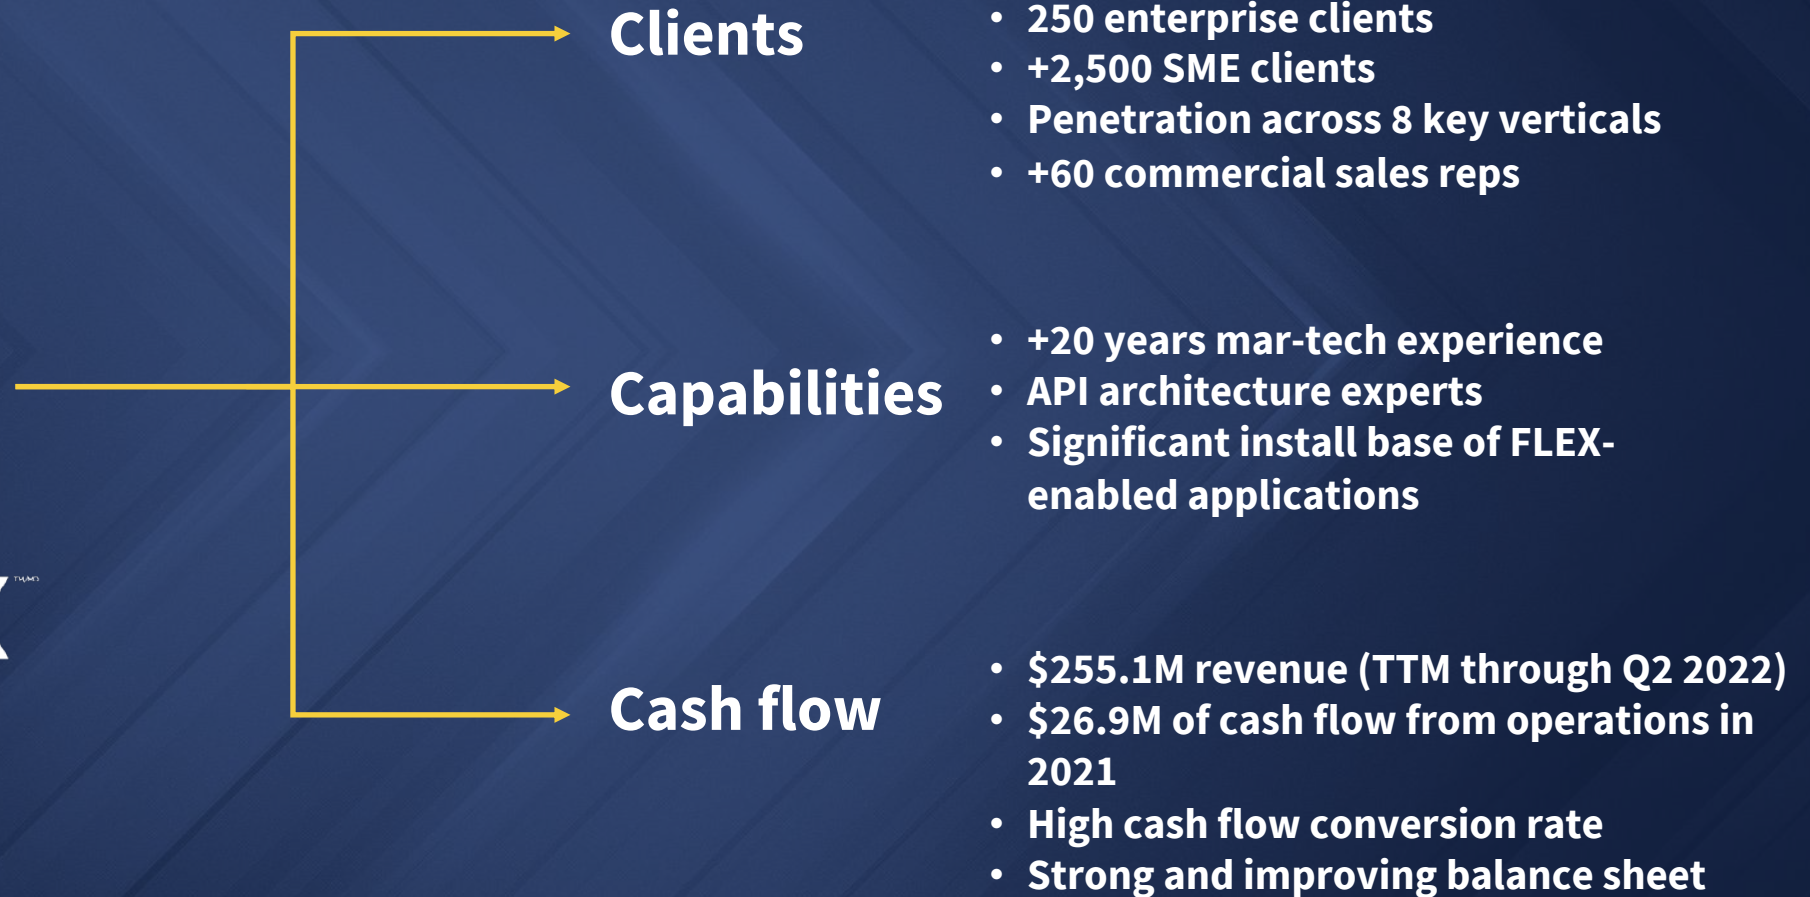 Clients
• 250 enterprise clients
• +2,500 SME clients
• Penetration across 8 key verticals
• +60 commercial sales reps
Capabilities
• +20 years mar-tech experience
• API architecture experts
• Significant install base of FLEX-
enabled applications
Cash flow
• $255.1M revenue (TTM through Q2 2022)
• $26.9M of cash flow from operations in
2021
• High cash flow conversion rate
• Strong and improving balance sheet